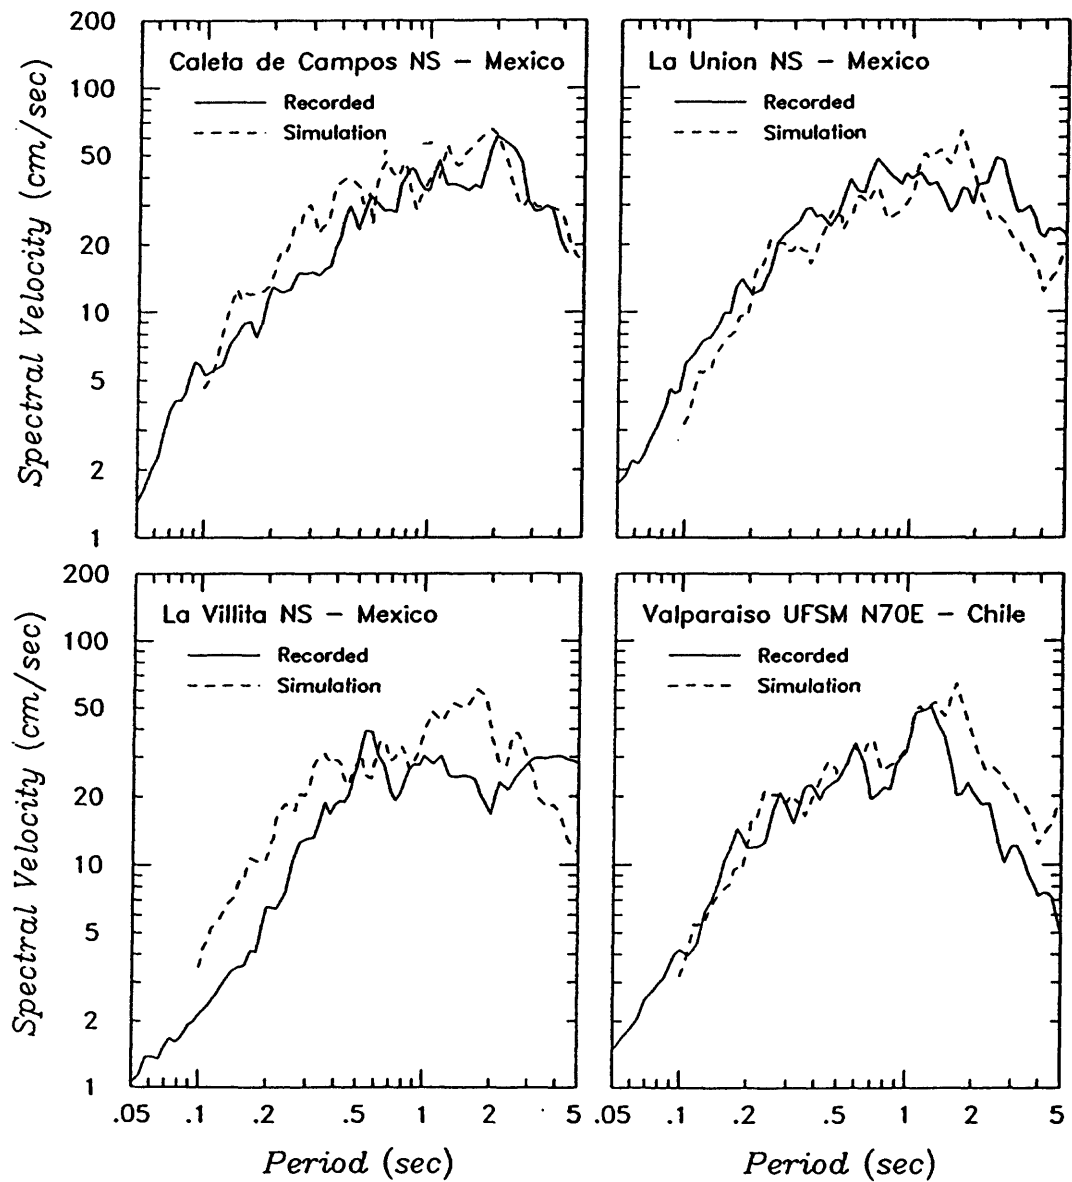 Caleta de Campos NS – Mexico
Recorded
Simulation
200
100
50
20
10
5
2
1
Spectral Velocity (cm/sec)
La Union NS – Mexico
Recorded
Simulation
La Villita NS – Mexico
Recorded
Simulation
200
100
50
20
10
5
2
1
Spectral Velocity (cm/sec)
.05 .1 .2 .5 1 2 5
Period (sec)
Valparaiso UFSM N70E – Chile
Recorded
Simulation
.05 .1 .2 .5 1 2 5
Period (sec)